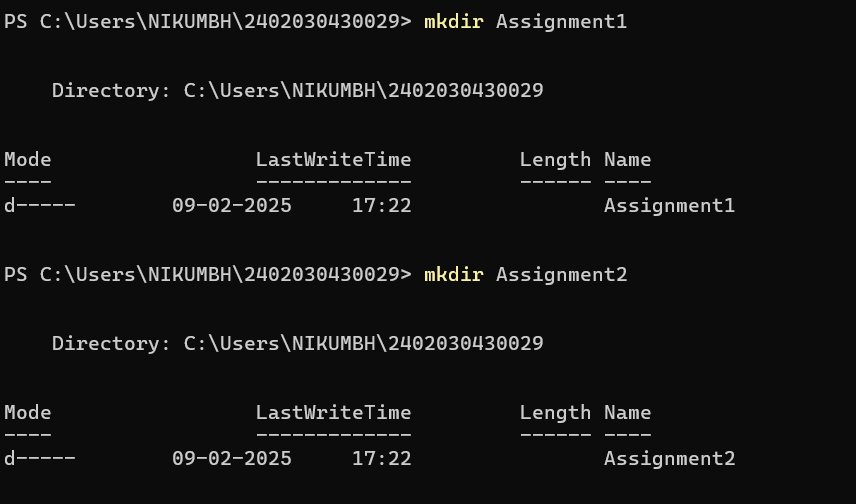 PS C:\Users\NIKUMBH\2402030430029> mkdir Assignment1
Directory: C:\Users\NIKUMBH\2402030430029
Mode                 LastWriteTime         Length Name
----                 -------------         ------ ----
d-----        09-02-2025     17:22                Assignment1
PS C:\Users\NIKUMBH\2402030430029> mkdir Assignment2
Directory: C:\Users\NIKUMBH\2402030430029
Mode                 LastWriteTime         Length Name
----                 -------------         ------ ----
d-----        09-02-2025     17:22                Assignment2